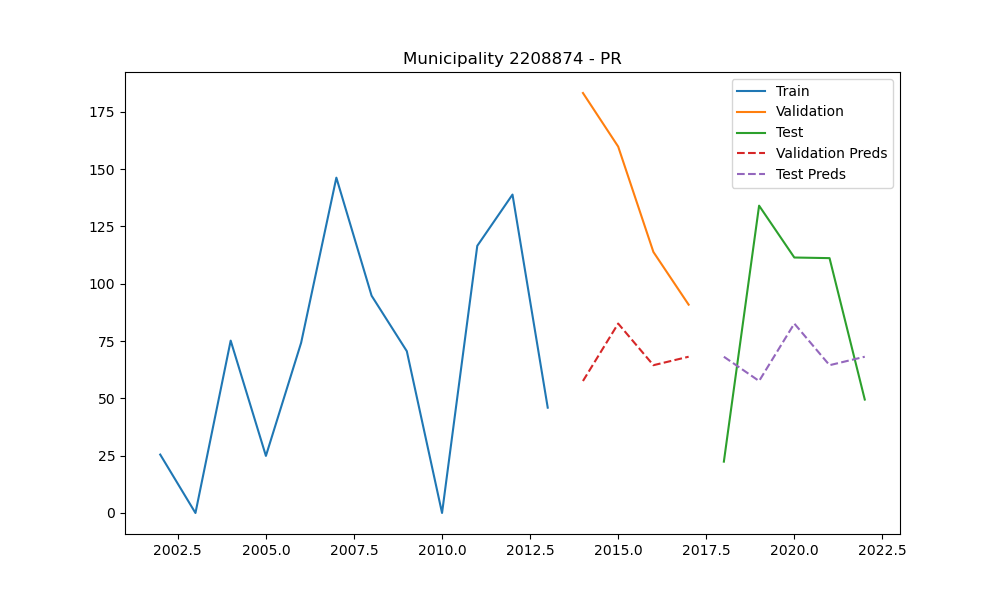 Municipality 2208874 - PR
Train
Validation
Test
Validation Preds
Test Preds
175
150
125
100
75
50
25
0
2002.5 2005.0 2007.5 2010.0 2012.5 2015.0 2017.5 2020.0 2022.5